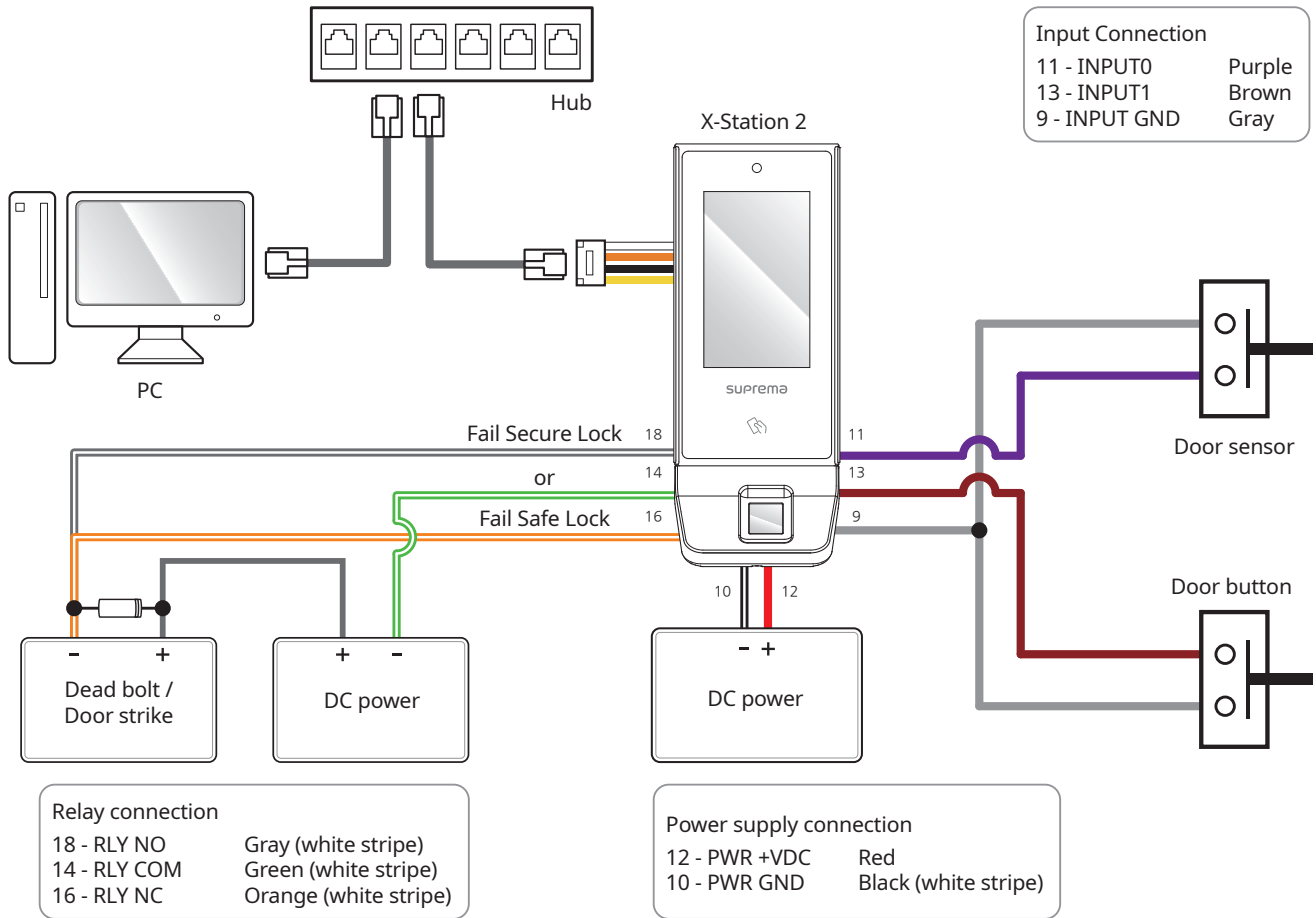 Hub
Input Connection
11 - INPUT0 Purple
13 - INPUT1 Brown
9 - INPUT GND Gray
X-Station 2
PC
suprema
Fail Secure Lock 18
or 14
Fail Safe Lock 16
11
13
9
Door sensor
10 12
Door button
- +
Dead bolt /
Door strike
+ -
DC power
- +
DC power
Relay connection
18 - RLY NO Gray (white stripe)
14 - RLY COM Green (white stripe)
16 - RLY NC Orange (white stripe)
Power supply connection
12 - PWR +VDC Red
10 - PWR GND Black (white stripe)